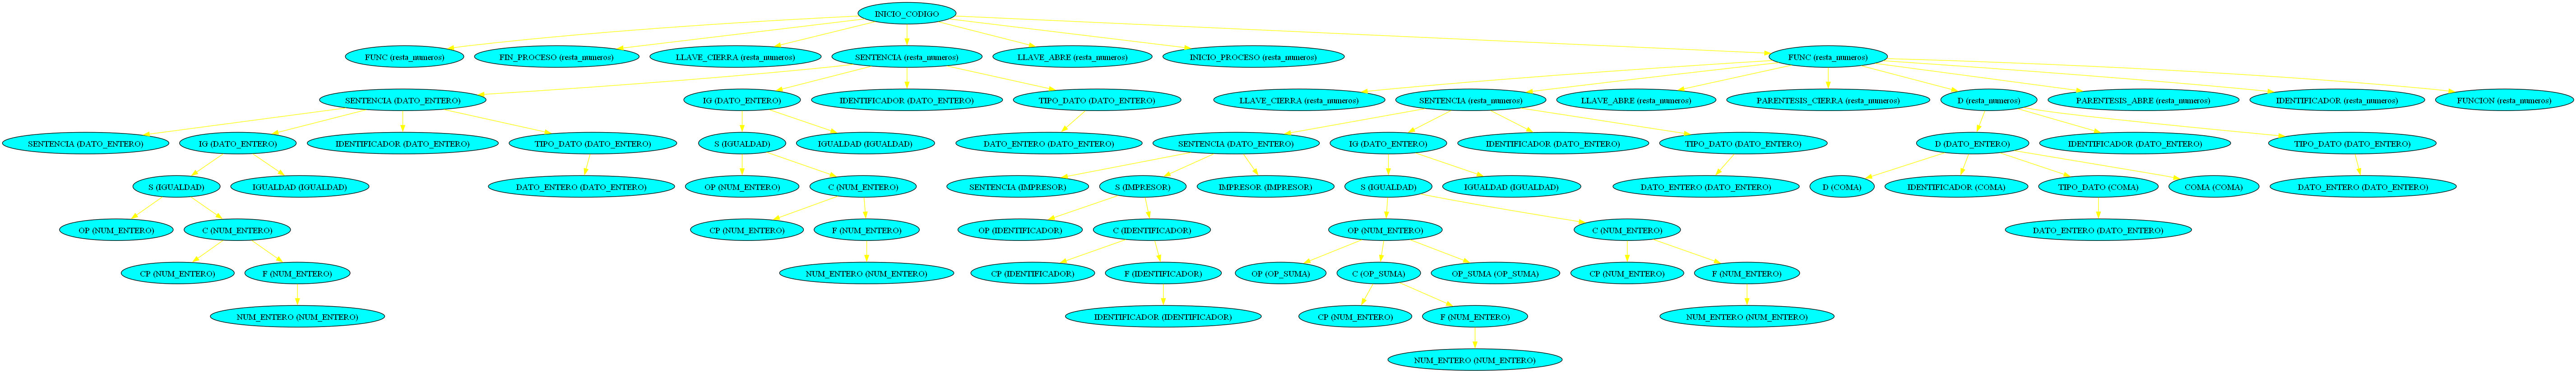 INICIO_CODIGO
FUNC (resta_numeros)
FIN_PROCESO (resta_numeros)
LLAVE_CIERRA (resta_numeros)
SENTENCIA (resta_numeros)
LLAVE_ABRE (resta_numeros)
INICIO_PROCESO (resta_numeros)
FUNC (resta_numeros)
SENTENCIA (DATO_ENTERO)
IG (DATO_ENTERO)
IDENTIFICADOR (DATO_ENTERO)
TIPO_DATO (DATO_ENTERO)
LLAVE_CIERRA (resta_numeros)
SENTENCIA (resta_numeros)
LLAVE_ABRE (resta_numeros)
PARENTESIS_CIERRA (resta_numeros)
D (resta_numeros)
PARENTESIS_ABRE (resta_numeros)
IDENTIFICADOR (resta_numeros)
FUNCION (resta_numeros)
SENTENCIA (DATO_ENTERO)
IG (DATO_ENTERO)
IDENTIFICADOR (DATO_ENTERO)
TIPO_DATO (DATO_ENTERO)
S (IGUALDAD)
IGUALDAD (IGUALDAD)
DATO_ENTERO (DATO_ENTERO)
SENTENCIA (DATO_ENTERO)
IG (DATO_ENTERO)
IDENTIFICADOR (DATO_ENTERO)
TIPO_DATO (DATO_ENTERO)
D (DATO_ENTERO)
IDENTIFICADOR (DATO_ENTERO)
TIPO_DATO (DATO_ENTERO)
S (IGUALDAD)
IGUALDAD (IGUALDAD)
DATO_ENTERO (DATO_ENTERO)
OP (NUM_ENTERO)
C (NUM_ENTERO)
SENTENCIA (IMPRESOR)
S (IMPRESOR)
IMPRESOR (IMPRESOR)
S (IGUALDAD)
IGUALDAD (IGUALDAD)
DATO_ENTERO (DATO_ENTERO)
D (COMA)
IDENTIFICADOR (COMA)
TIPO_DATO (COMA)
COMA (COMA)
DATO_ENTERO (DATO_ENTERO)
OP (NUM_ENTERO)
C (NUM_ENTERO)
CP (NUM_ENTERO)
F (NUM_ENTERO)
OP (IDENTIFICADOR)
C (IDENTIFICADOR)
OP (NUM_ENTERO)
C (NUM_ENTERO)
DATO_ENTERO (DATO_ENTERO)
CP (NUM_ENTERO)
F (NUM_ENTERO)
NUM_ENTERO (NUM_ENTERO)
CP (IDENTIFICADOR)
F (IDENTIFICADOR)
OP (OP_SUMA)
C (OP_SUMA)
OP_SUMA (OP_SUMA)
CP (NUM_ENTERO)
F (NUM_ENTERO)
NUM_ENTERO (NUM_ENTERO)
IDENTIFICADOR (IDENTIFICADOR)
CP (NUM_ENTERO)
F (NUM_ENTERO)
NUM_ENTERO (NUM_ENTERO)
NUM_ENTERO (NUM_ENTERO)